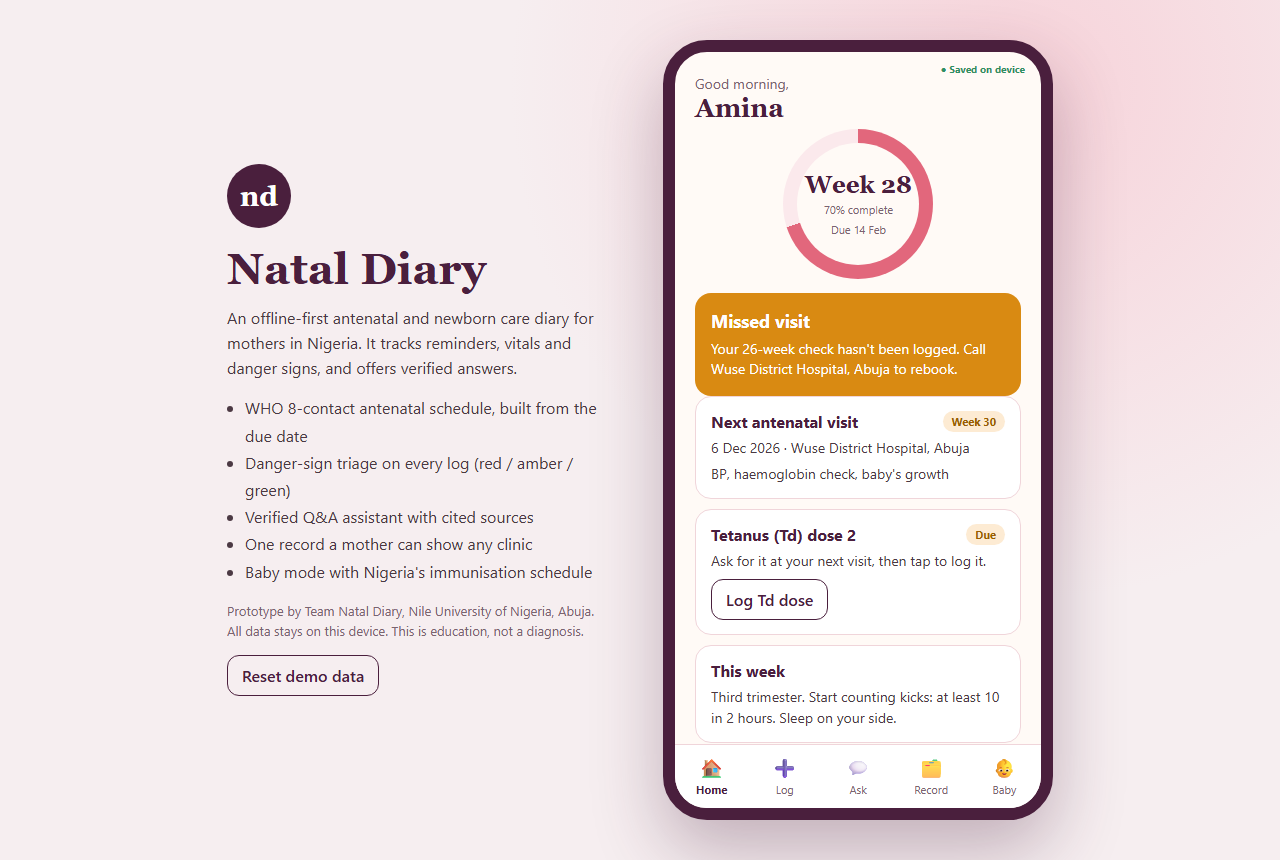 nd
Natal Diary
An offline-first antenatal and newborn care diary for
mothers in Nigeria. It tracks reminders, vitals and
danger signs, and offers verified answers.
• WHO 8-contact antenatal schedule, built from the
due date
• Danger-sign triage on every log (red / amber /
green)
• Verified Q&A assistant with cited sources
• One record a mother can show any clinic
• Baby mode with Nigeria's immunisation schedule
Prototype by Team Natal Diary, Nile University of Nigeria, Abuja.
All data stays on this device. This is education, not a diagnosis.
Reset demo data
● Saved on device
Good morning,
Amina
Week 28
70% complete
Due 14 Feb
Missed visit
Your 26-week check hasn't been logged. Call
Wuse District Hospital, Abuja to rebook.
Next antenatal visit
Week 30
6 Dec 2026 · Wuse District Hospital, Abuja
BP, haemoglobin check, baby's growth
Tetanus (Td) dose 2
Due
Ask for it at your next visit, then tap to log it.
Log Td dose
This week
Third trimester. Start counting kicks: at least 10
in 2 hours. Sleep on your side.
Home
Log
Ask
Record
Baby